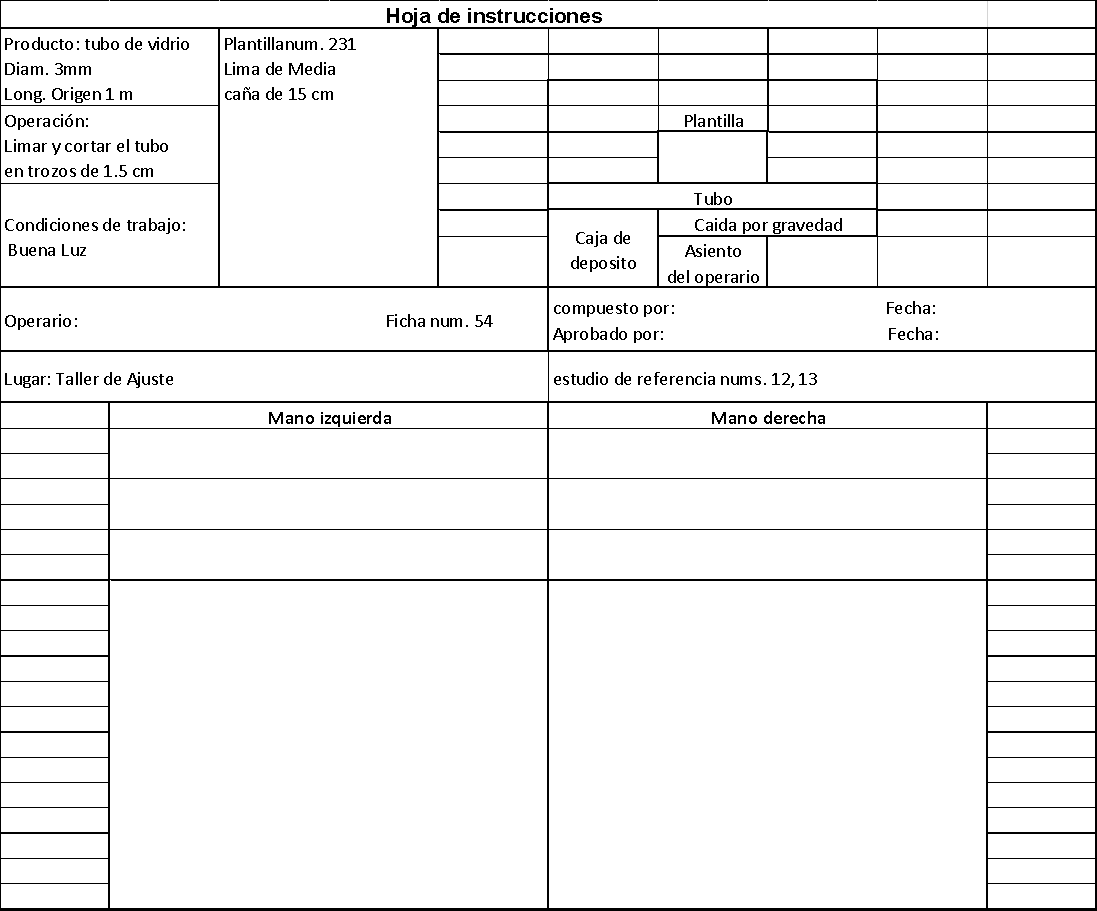 Hoja de instrucciones
Producto: tubo de vidrio
Diam. 3mm
Long. Origen 1 m
Plantillanum. 231
Lima de Media
caña de 15 cm
Operación:
Limar y cortar el tubo
en trozos de 1.5 cm
Plantilla
Condiciones de trabajo:
Buena Luz
Tubo
Caja de
deposito
Caida por gravedad
Asiento
del operario
Operario: Ficha num. 54
compuesto por: Fecha:
Aprobado por: Fecha:
Lugar: Taller de Ajuste
estudio de referencia nums. 12, 13
Mano izquierda
Mano derecha